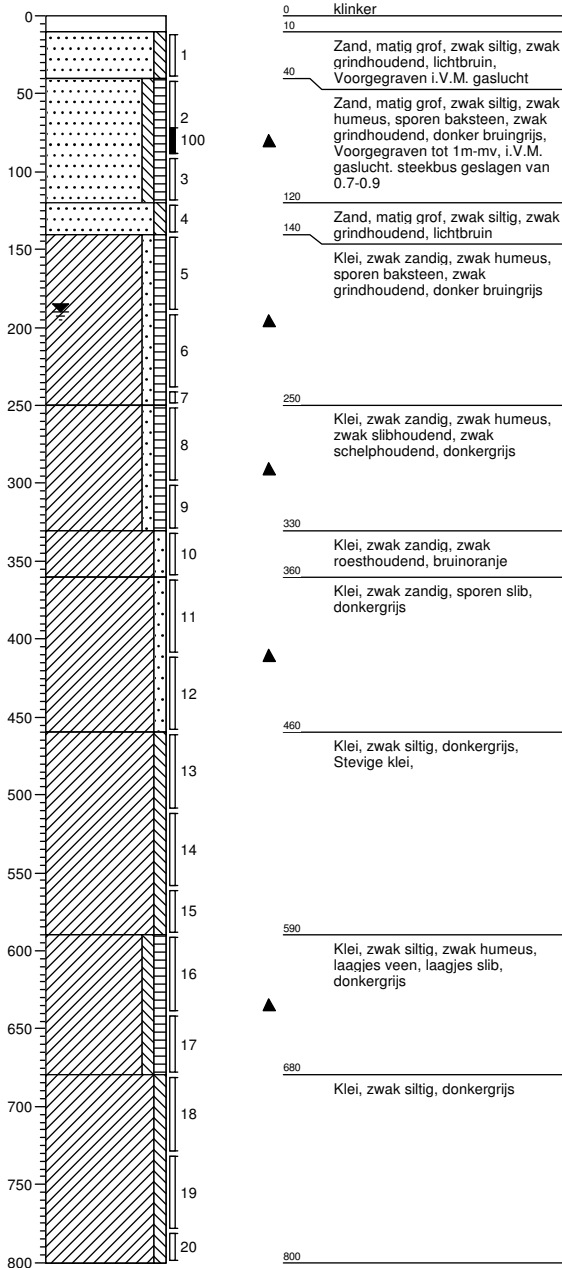 0
50
100
150
200
250
300
350
400
450
500
550
600
650
700
750
800
1
2
100
3
4
5
6
7
8
9
10
11
12
13
14
15
16
17
18
19
20
0 klinker
10
Zand, matig grof, zwak siltig, zwak
grindhoudend, lichtbruin,
Voorgegraven i.V.M. gaslucht
40
Zand, matig grof, zwak siltig, zwak
humeus, sporen baksteen, zwak
grindhoudend, donker bruingrijs,
Voorgegraven tot 1m-mv, i.V.M.
gaslucht. steekbus geslagen van
0.7-0.9
120
Zand, matig grof, zwak siltig, zwak
grindhoudend, lichtbruin
140
Klei, zwak zandig, zwak humeus,
sporen baksteen, zwak
grindhoudend, donker bruingrijs
250
Klei, zwak zandig, zwak humeus,
zwak slibhoudend, zwak
schelphoudend, donkergrijs
330
Klei, zwak zandig, zwak
roesthoudend, bruinoranje
360
Klei, zwak zandig, sporen slib,
donkergrijs
460
Klei, zwak siltig, donkergrijs,
Stevige klei,
590
Klei, zwak siltig, zwak humeus,
laagjes veen, laagjes slib,
donkergrijs
680
Klei, zwak siltig, donkergrijs
800